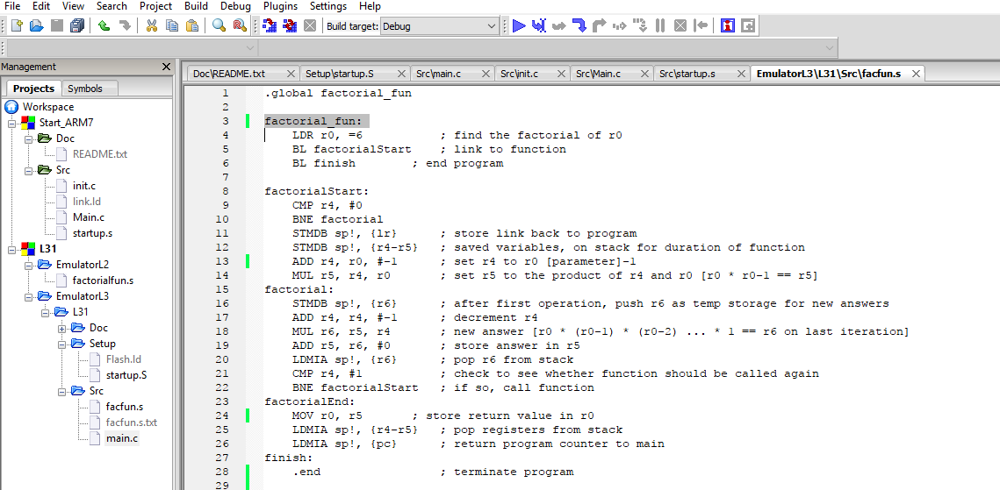 File Edit View Search Project Build Debug Plugins Settings Help
Build target: Debug
Management
Doc\README.txt Setup\startup.S Src\main.c Src\init.c Src\Main.c Src\startup.s EmulatorL3\L31\Src\facfun.s
Projects Symbols
Workspace
Start_ARM7
Doc
README.txt
Src
init.c
link.ld
Main.c
startup.s
L31
EmulatorL2
factorialfun.s
EmulatorL3
L31
Doc
Setup
Flash.ld
startup.S
Src
facfun.s
facfun.s.txt
main.c
1 .global factorial_fun
2
3 factorial_fun:
4 LDR r0, =6 ; find the factorial of r0
5 BL factorialStart ; link to function
6 BL finish ; end program
7
8 factorialStart:
9 CMP r4, #0
10 BNE factorial
11 STMDB sp!, {lr} ; store link back to program
12 STMDB sp!, {r4-r5} ; saved variables, on stack for duration of function
13 ADD r4, r0, #-1 ; set r4 to r0 [parameter]-1
14 MUL r5, r4, r0 ; set r5 to the product of r4 and r0 [r0 * r0-1 == r5]
15 factorial:
16 STMDB sp!, {r6} ; after first operation, push r6 as temp storage for new answers
17 ADD r4, r4, #-1 ; decrement r4
18 MUL r6, r5, r4 ; new answer [r0 * (r0-1) * (r0-2) ... * 1 == r6 on last iteration]
19 ADD r5, r6, #0 ; store answer in r5
20 LDMIA sp!, {r6} ; pop r6 from stack
21 CMP r4, #1 ; check to see whether function should be called again
22 BNE factorialStart ; if so, call function
23 factorialEnd:
24 MOV r0, r5 ; store return value in r0
25 LDMIA sp!, {r4-r5} ; pop registers from stack
26 LDMIA sp!, {pc} ; return program counter to main
27 finish:
28 .end ; terminate program
29